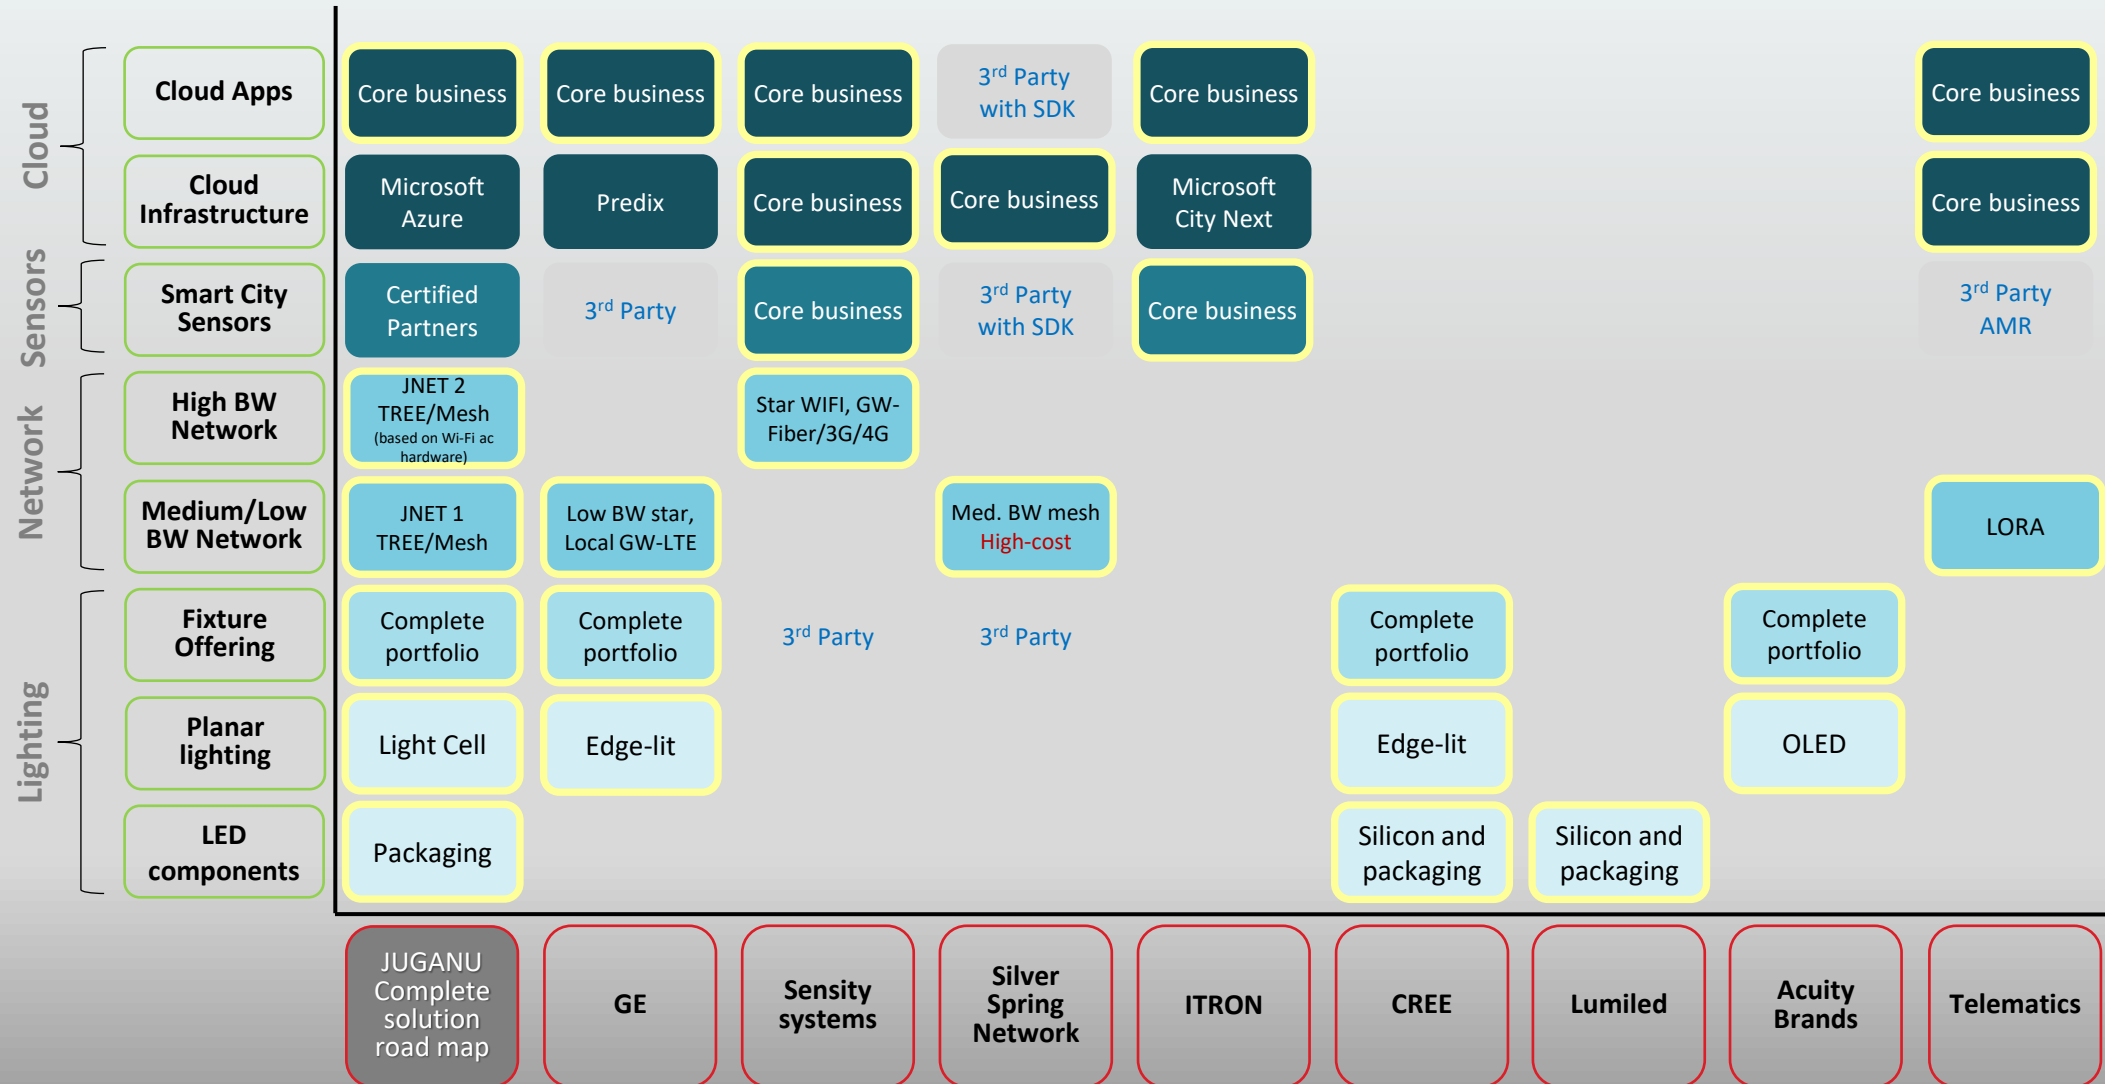 Cloud
Cloud Apps
Core business
Core business
Core business
3rd Party
with SDK
Core business
Core business
Cloud
Infrastructure
Microsoft
Azure
Predix
Core business
Core business
Microsoft
City Next
Core business
Sensors
Smart City
Sensors
Certified
Partners
3rd Party
Core business
3rd Party
with SDK
Core business
3rd Party
AMR
Network
High BW
Network
JNET 2
TREE/Mesh
(based on Wi-Fi ac
hardware)
Star WIFI, GW-
Fiber/3G/4G
Medium/Low
BW Network
JNET 1
TREE/Mesh
Low BW star,
Local GW-LTE
Med. BW mesh
High-cost
LORA
Lighting
Fixture
Offering
Complete
portfolio
Complete
portfolio
3rd Party
3rd Party
Complete
portfolio
Complete
portfolio
Planar
lighting
Light Cell
Edge-lit
Edge-lit
OLED
LED
components
Packaging
Silicon and
packaging
Silicon and
packaging
JUGANU
Complete
solution
road map
GE
Sensity
systems
Silver
Spring
Network
ITRON
CREE
Lumiled
Acuity
Brands
Telematics